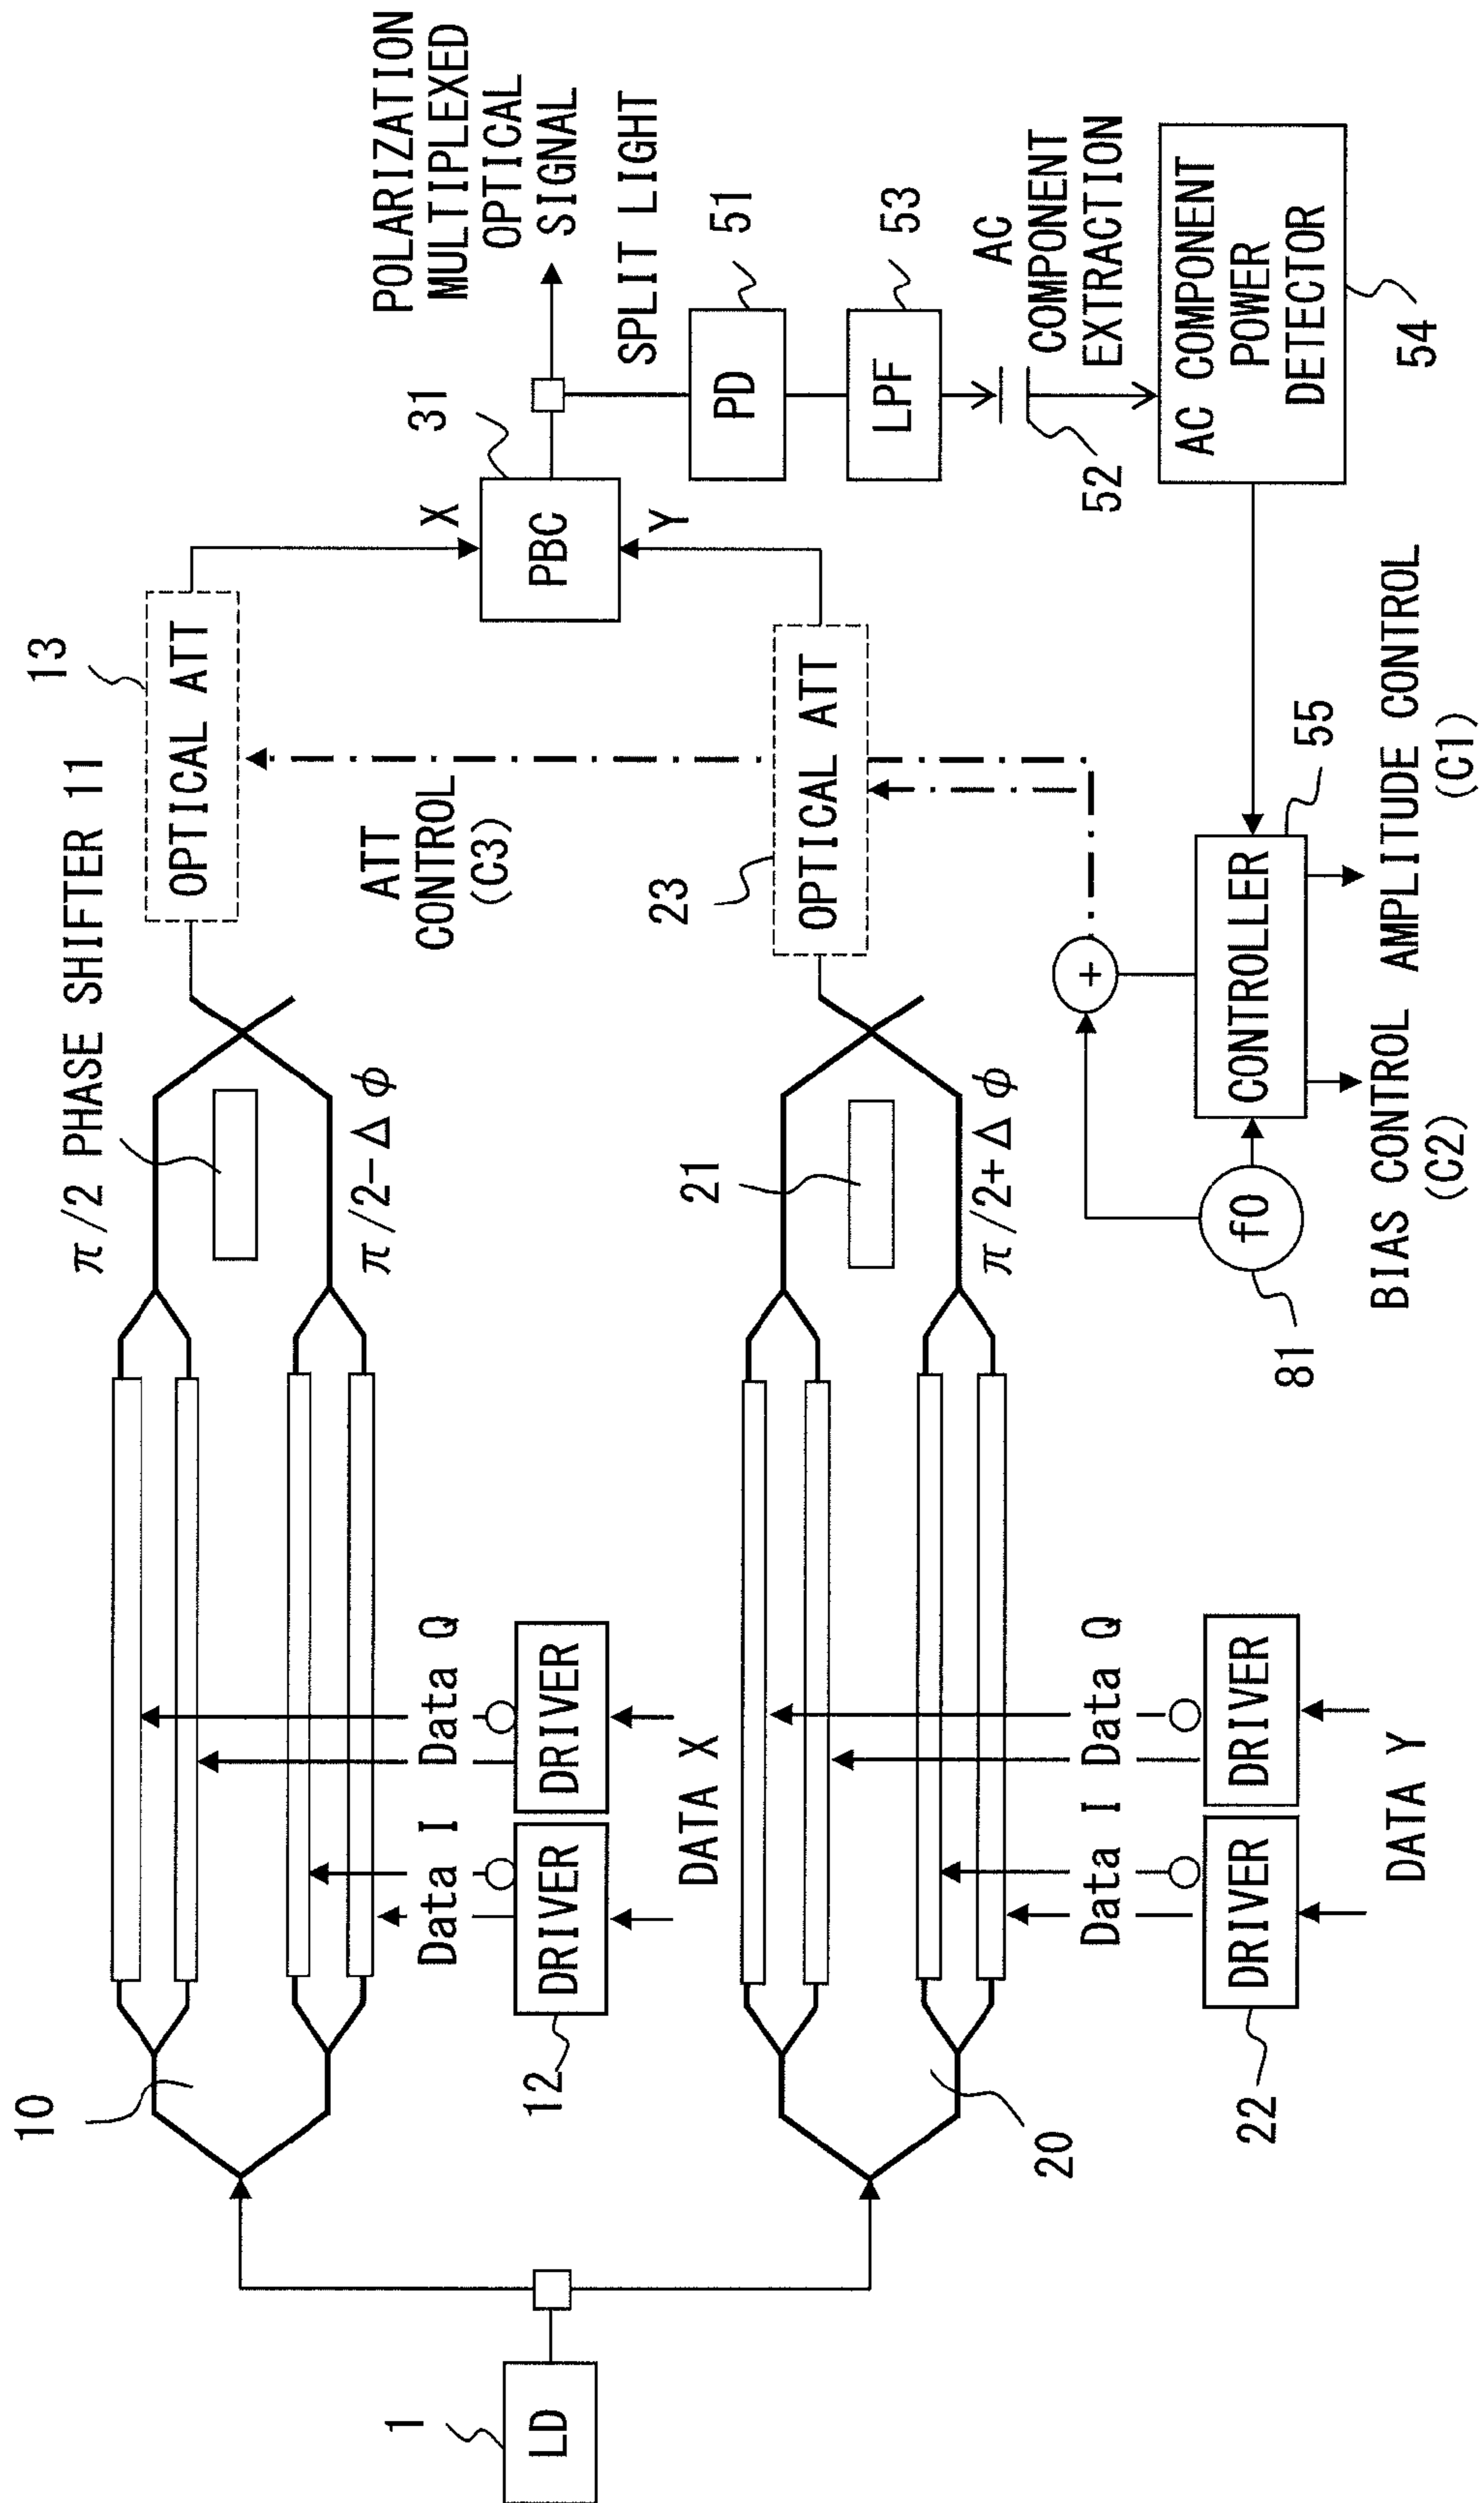 10
π/2 PHASE SHIFTER 11
13
OPTICAL ATT
π/2-Δφ
Data I
Data Q
DRIVER
DRIVER
12
DATA X
ATT
CONTROL
(C3)
X
31
PBC
Y
POLARIZATION
MULTIPLEXED
OPTICAL
SIGNAL
SPLIT LIGHT
1
LD
21
23
OPTICAL ATT
PD
51
LPF
53
AC
COMPONENT
EXTRACTION
52
AC COMPONENT
POWER
DETECTOR
54
20
π/2+Δφ
Data I
Data Q
DRIVER
DRIVER
22
DATA Y
+
f0
81
CONTROLLER
55
BIAS CONTROL
(C2)
AMPLITUDE CONTROL
(C1)